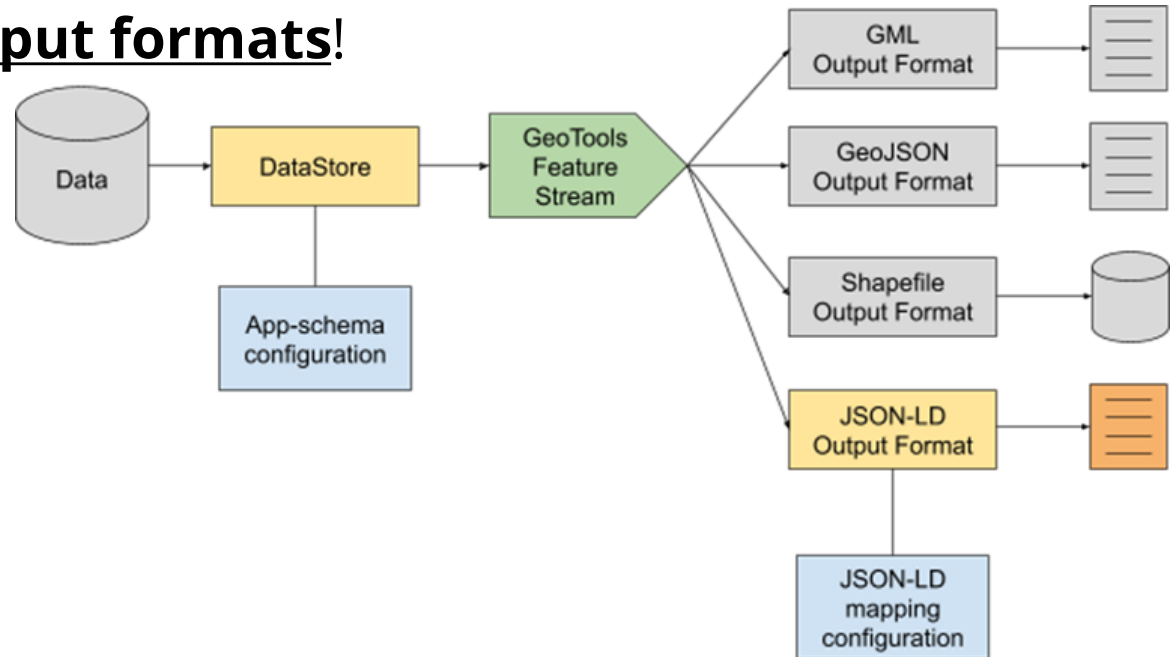 put formats!
Data
DataStore
App-schema
configuration
GeoTools
Feature
Stream
GML
Output Format
GeoJSON
Output Format
Shapefile
Output Format
JSON-LD
Output Format
JSON-LD
mapping
configuration